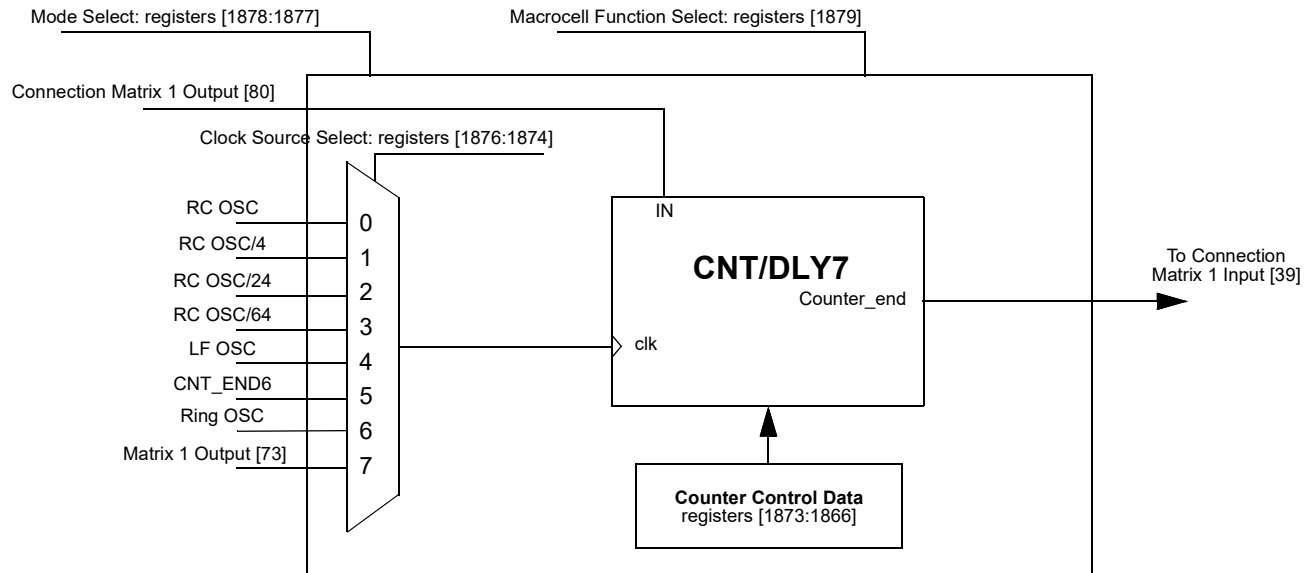 Mode Select: registers [1878:1877]
Macrocell Function Select: registers [1879]
Connection Matrix 1 Output [80]
Clock Source Select: registers [1876:1874]
RC OSC
0
RC OSC/4
1
RC OSC/24
2
RC OSC/64
3
LF OSC
4
CNT_END6
5
Ring OSC
6
Matrix 1 Output [73]
7
IN
CNT/DLY7
Counter_end
clk
To Connection
Matrix 1 Input [39]
Counter Control Data
registers [1873:1866]